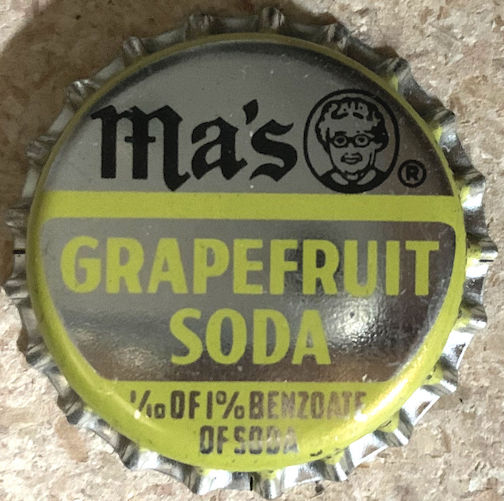 Ma's ®
GRAPEFRUIT
SODA
1/10 OF 1% BENZOATE
OF SODA